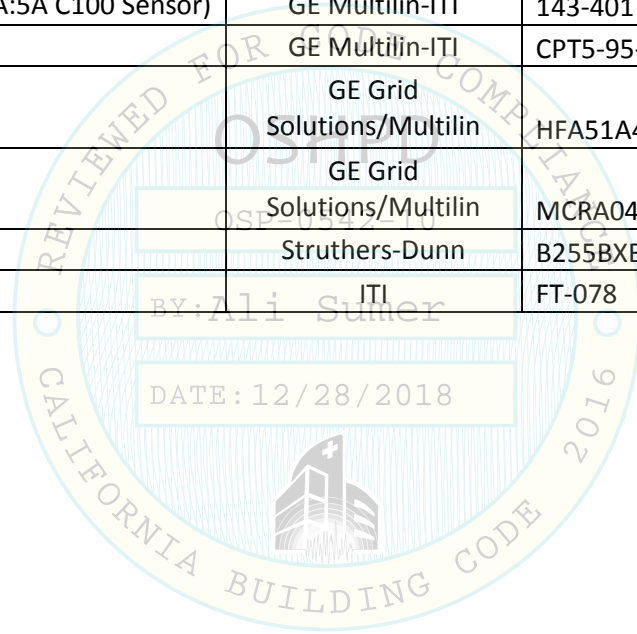 A:5A C100 Sensor) GE Multilin-ITI 143-401
GE Multilin-ITI CPT5-95-
GE Grid
Solutions/Multilin HFA51A4
GE Grid
Solutions/Multilin MCRA04
Struthers-Dunn B255BXB
ITI FT-078
REVIEWED FOR CODE COMPLIANCE
OSHPD
OSP-0542-10
BY: Ali Sumer
DATE: 12/28/2018
CALIFORNIA BUILDING CODE 2016